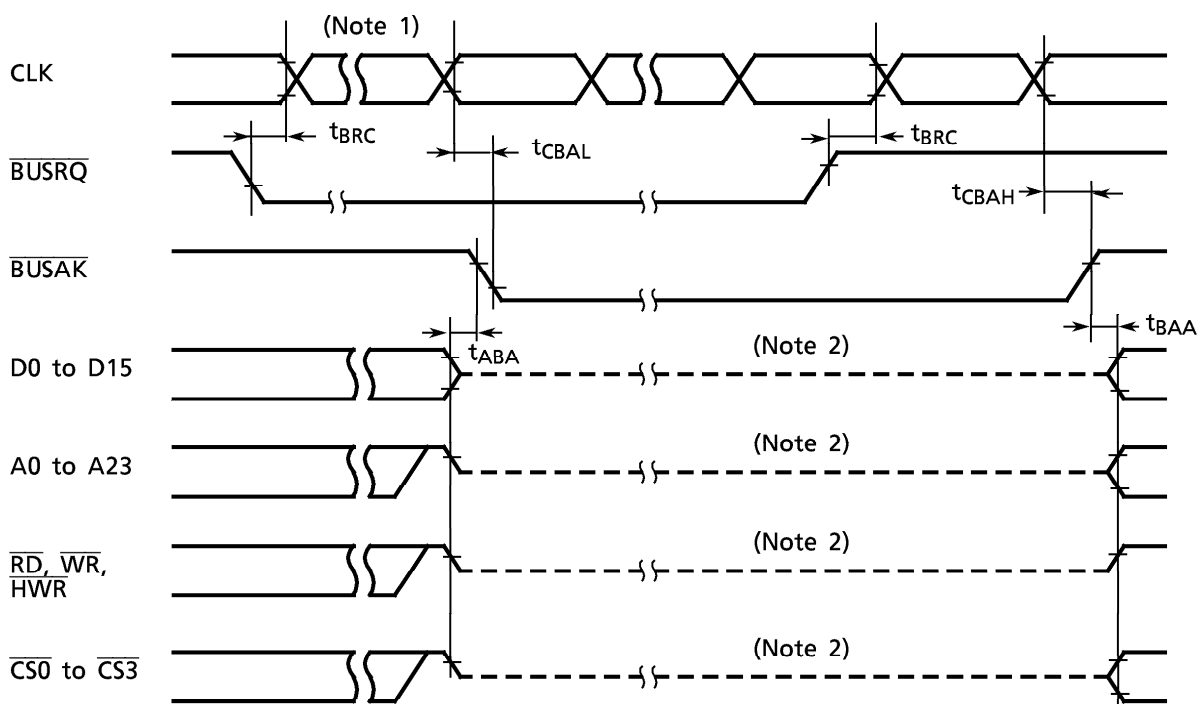 (Note 1)
CLK
tBRC
tCBAL
tBRC
BUSRQ
tCBAH
BUSAK
tABA
tBAA
D0 to D15
(Note 2)
A0 to A23
(Note 2)
RD, WR,
HWR
(Note 2)
CS0 to CS3
(Note 2)